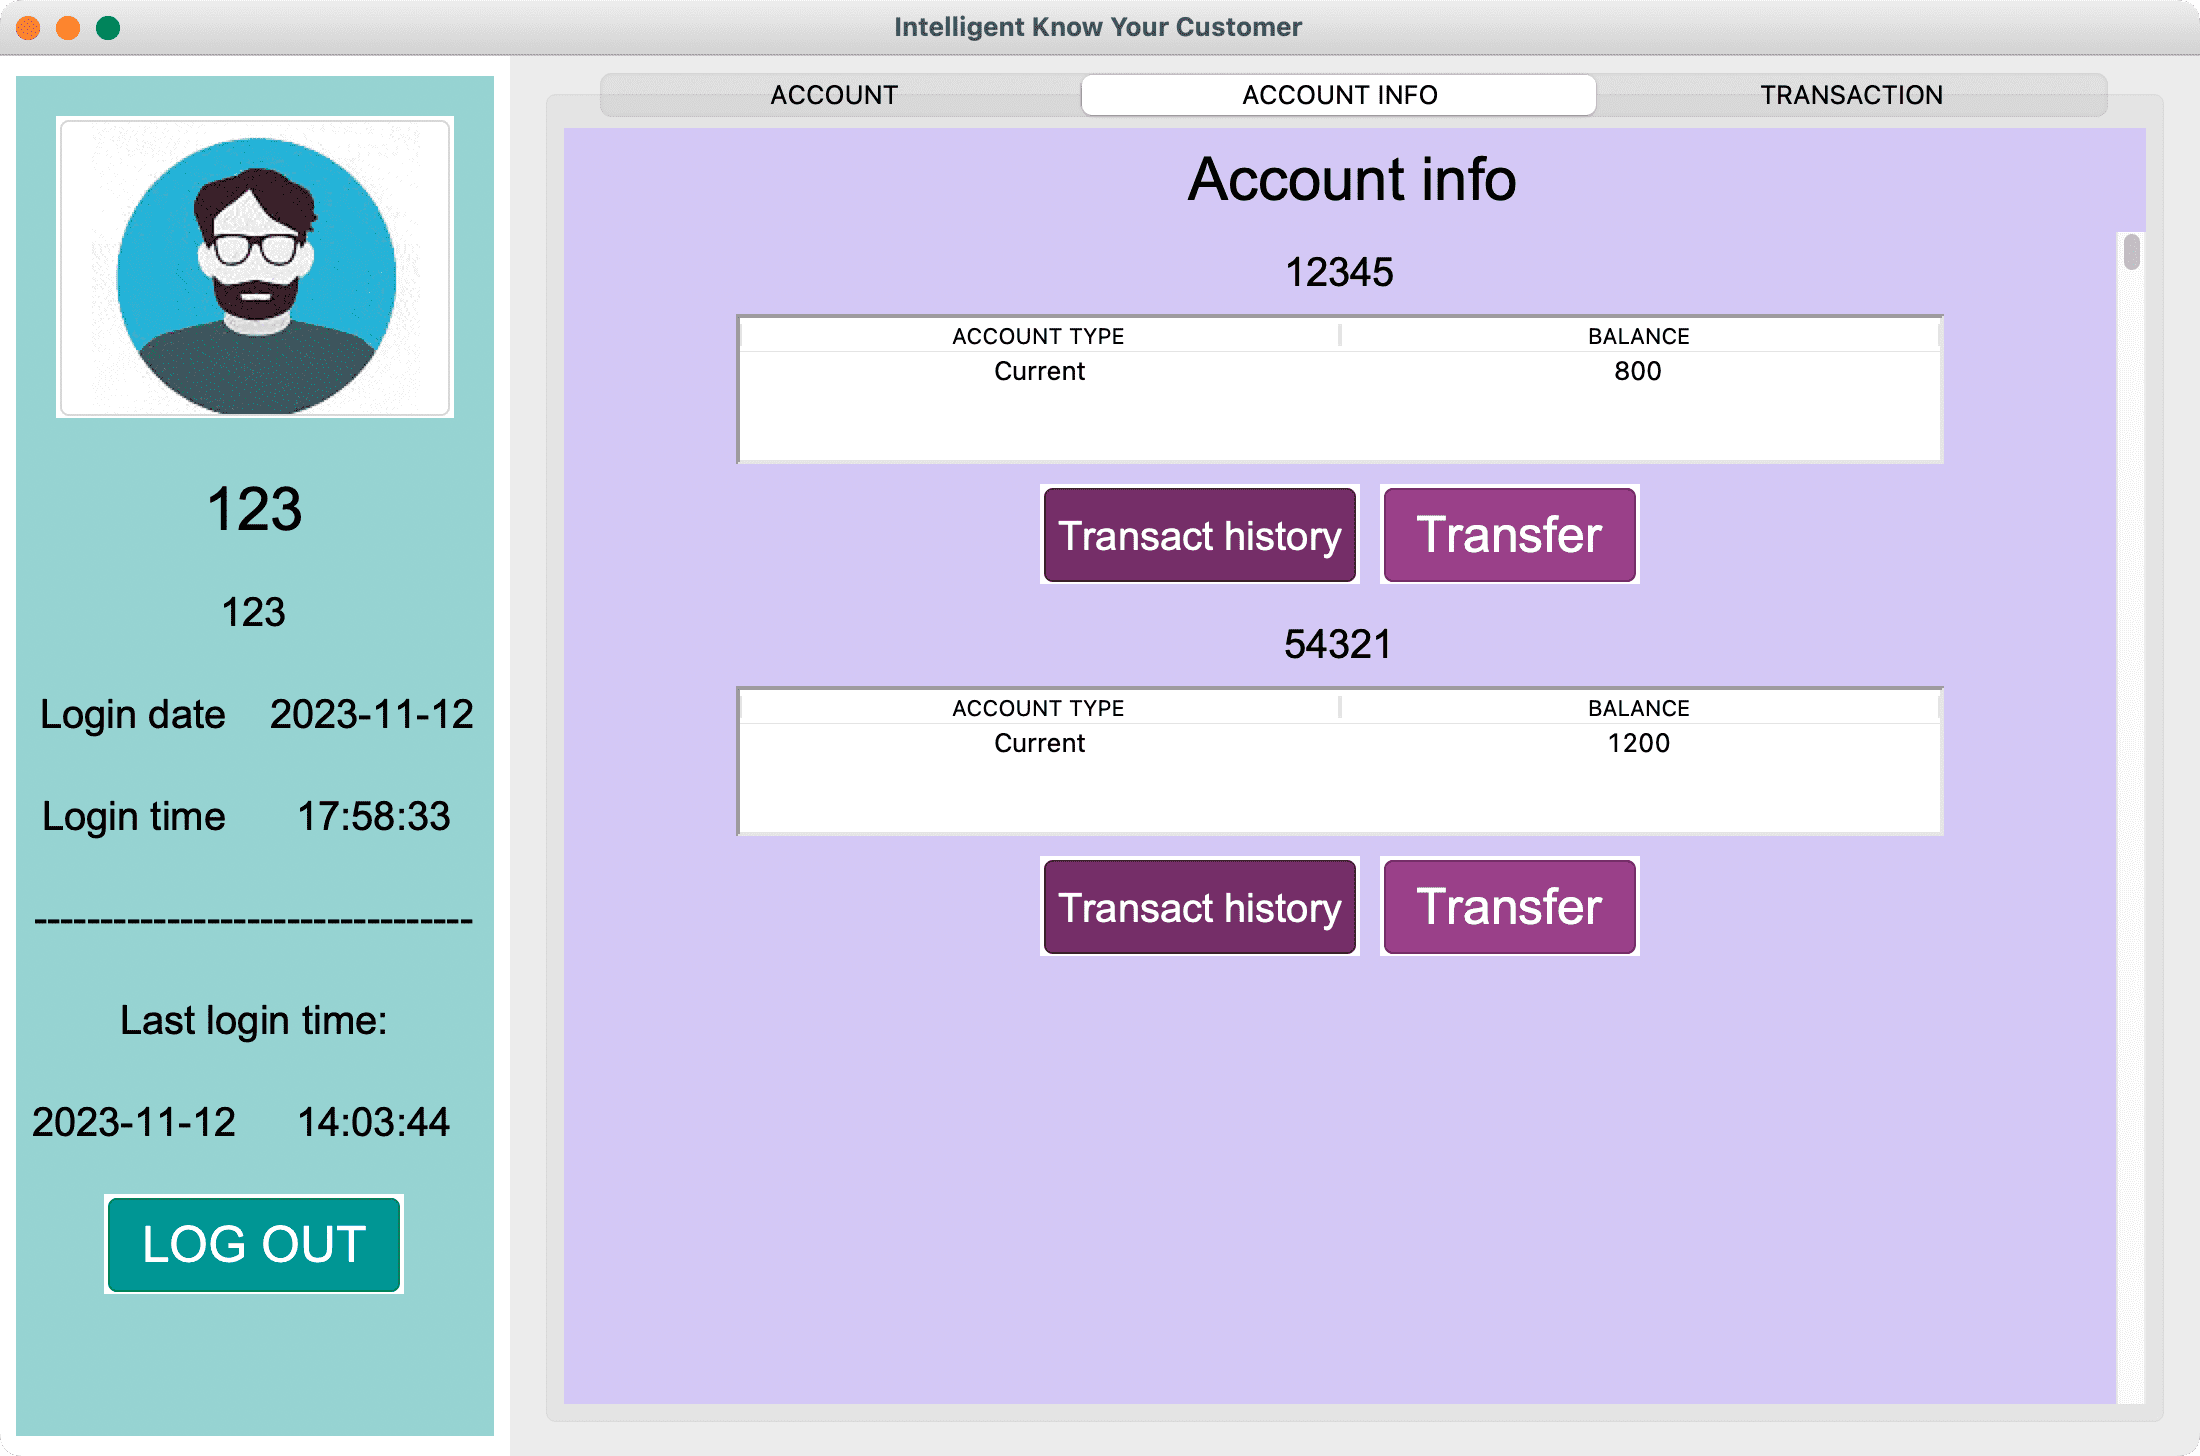 Intelligent Know Your Customer
ACCOUNT ACCOUNT INFO TRANSACTION
123
123
Login date 2023-11-12
Login time 17:58:33
---------------------------------
Last login time:
2023-11-12 14:03:44
LOG OUT
Account info
12345
ACCOUNT TYPE BALANCE
Current 800
Transact history Transfer
54321
ACCOUNT TYPE BALANCE
Current 1200
Transact history Transfer